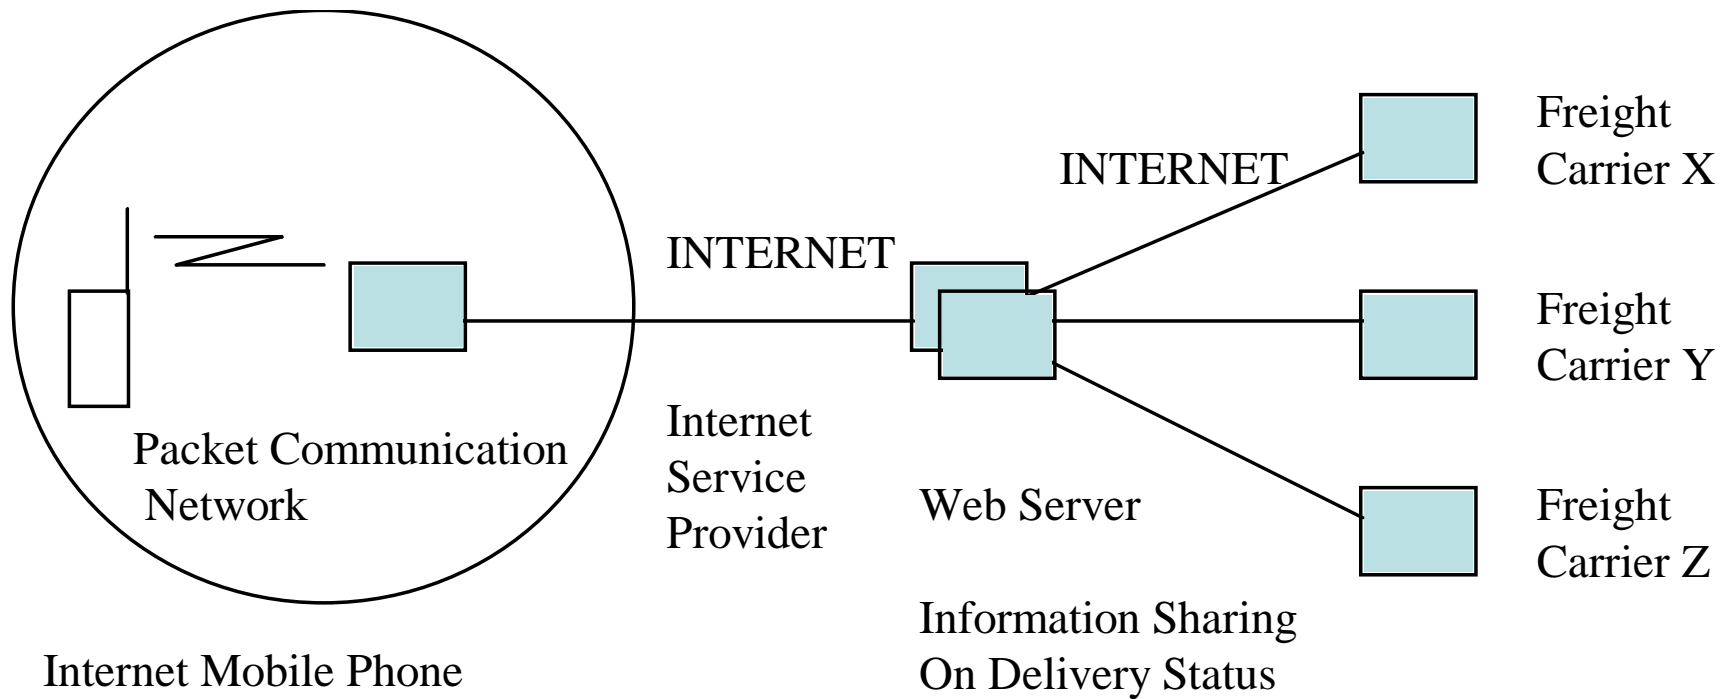 Packet Communication
Network
Internet Mobile Phone
INTERNET
Internet
Service
Provider
INTERNET
Web Server
Information Sharing
On Delivery Status
Freight
Carrier X
Freight
Carrier Y
Freight
Carrier Z